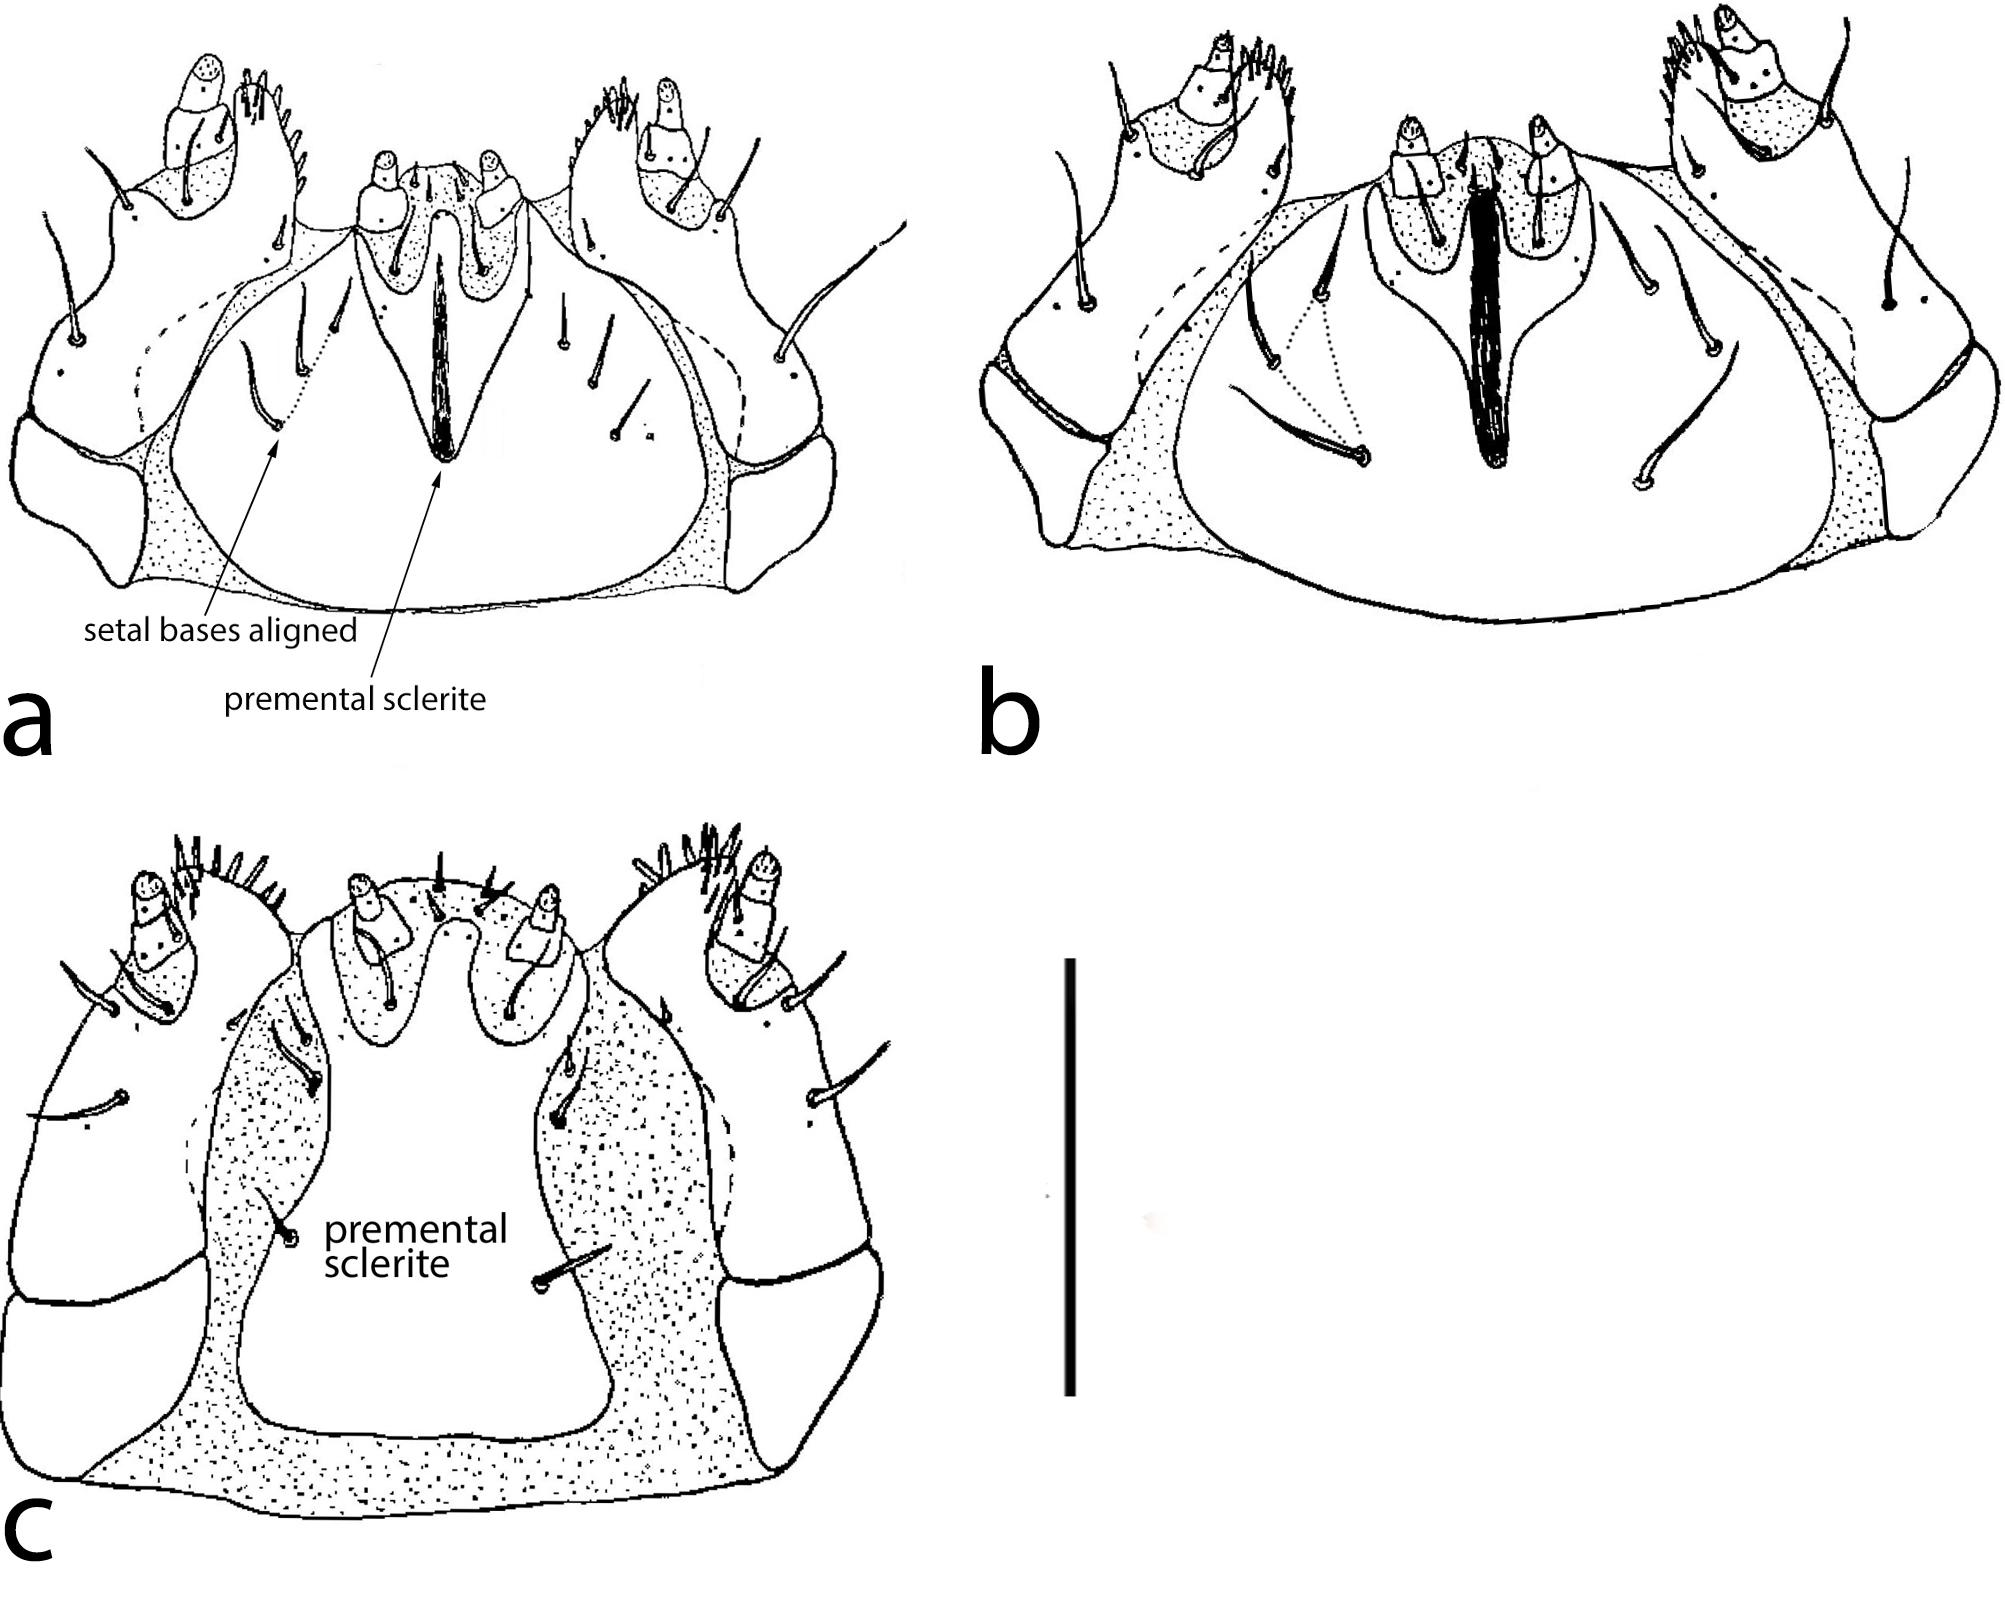 setal bases aligned
premental sclerite
a
b
premental
sclerite
c